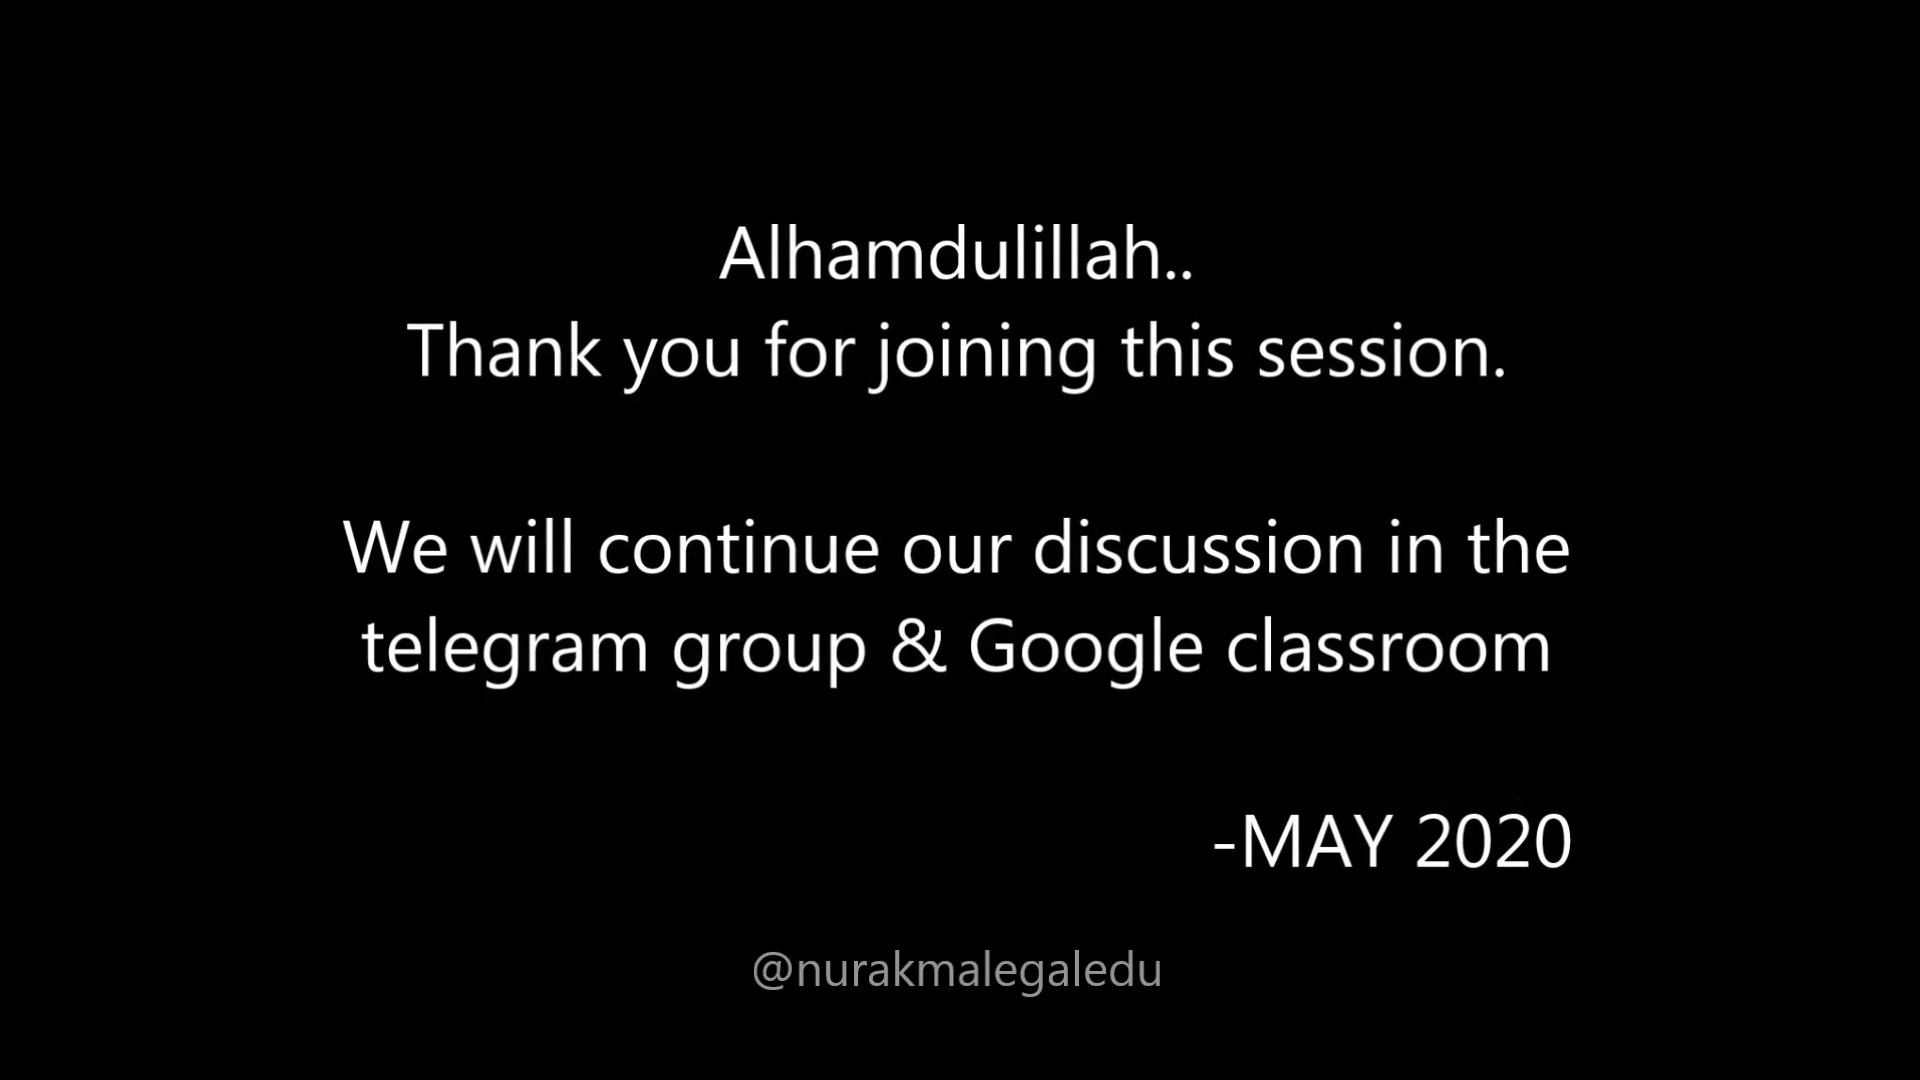 Alhamdulillah..
Thank you for joining this session.
We will continue our discussion in the
telegram group & Google classroom
-MAY 2020
@nurakmalegaledu